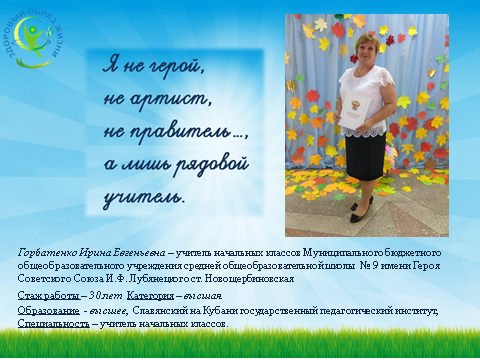 ЗДОРОВЫЙ ОБРАЗ ЖИЗНИ
Я не герой,
не артист,
не правитель...,
а лишь рядовой
учитель.
Горбатенко Ирина Евгеньевна – учитель начальных классов Муниципального бюджетного
общеобразовательного учреждения средней общеобразовательной школы № 9 имени Героя
Советского Союза И.Ф. Лубянецкого ст. Новощербиновская
Стаж работы – 30 лет Категория – высшая.
Образование - высшее, Славянский на Кубани государственный педагогический институт,
Специальность – учитель начальных классов.